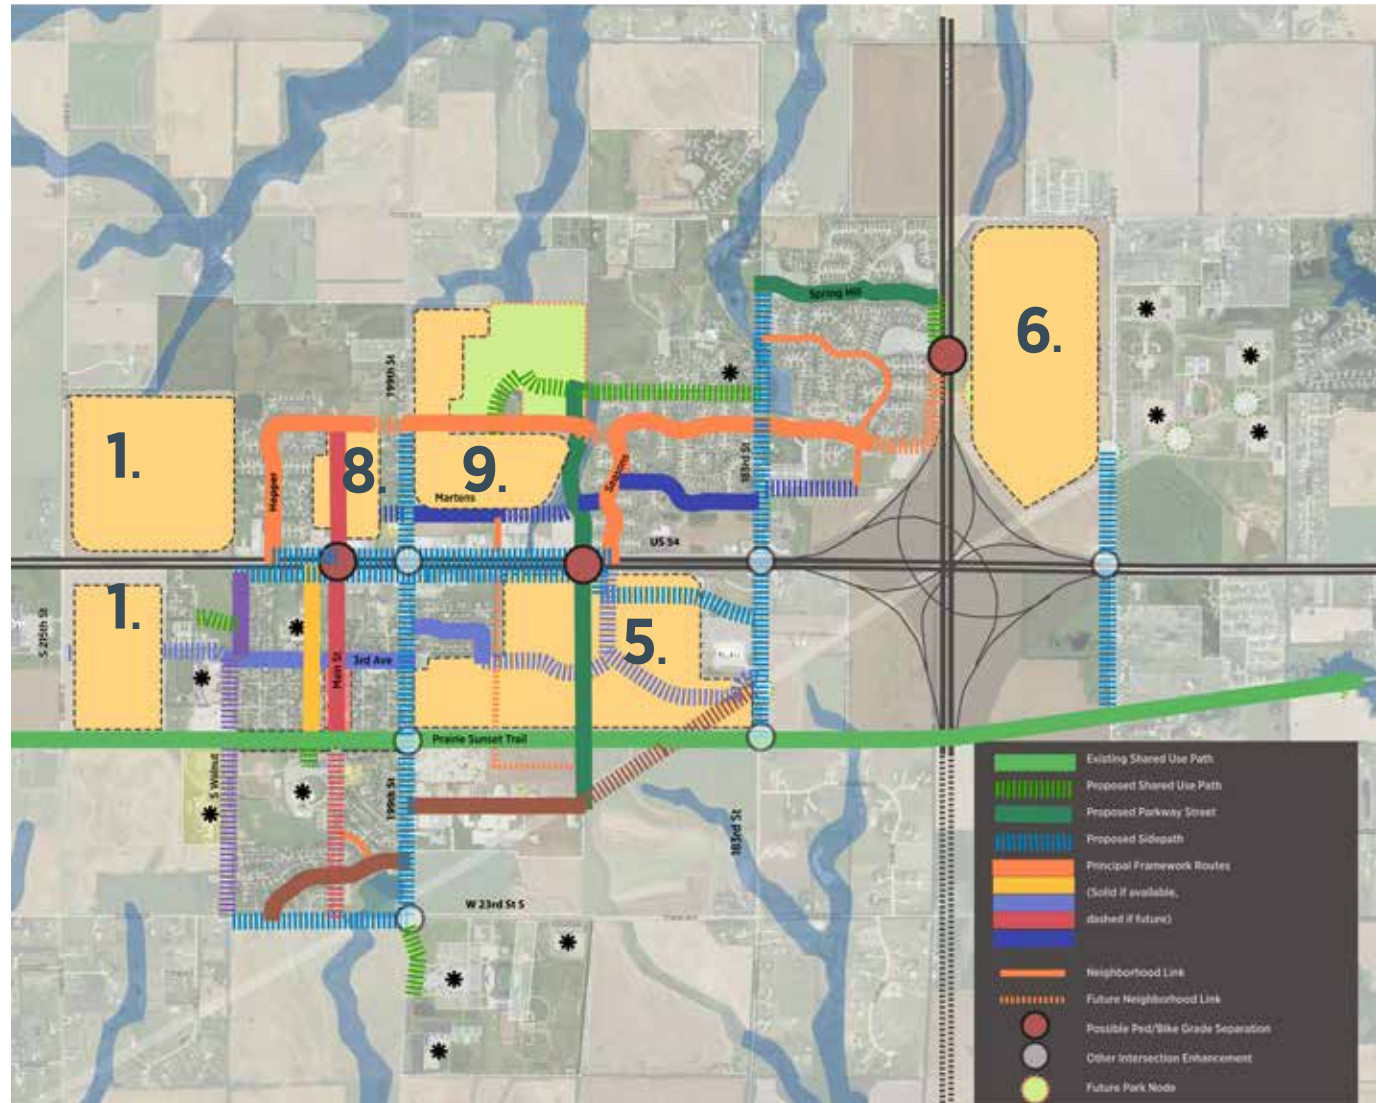 Spring Hill
6.
199th St
1.
8.
9.
Hopper
Seasons
183rd St
Martens
US 54
1.
5.
S 215th St
3rd Ave
Main St
Prairie Sunset Trail
S Walnut
199th St
183rd St
W 23rd St S
Existing Shared Use Path
Proposed Shared Use Path
Proposed Parkway Street
Proposed Sidepath
Principal Framework Routes
(Solid if available,
dashed if future)
Neighborhood Link
Future Neighborhood Link
Possible Ped/Bike Grade Separation
Other Intersection Enhancement
Future Park Node